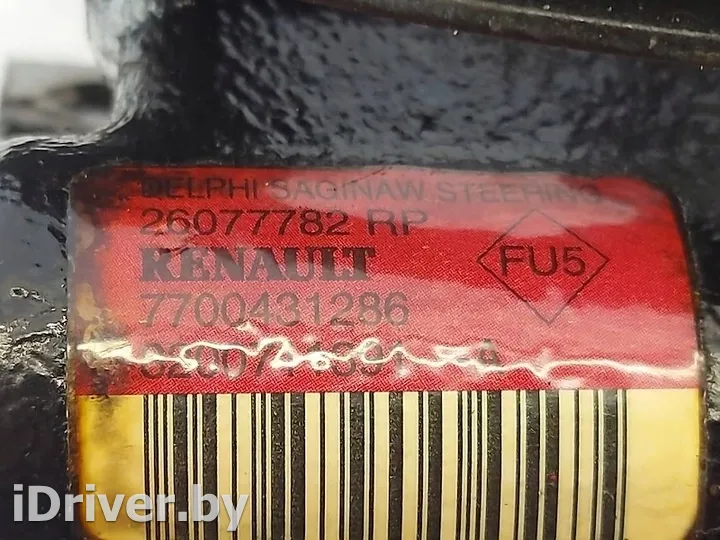 DELPHI SAGINAW STEERING
26077782 RP
RENAULT
FU5
7700431286
iDriver.by